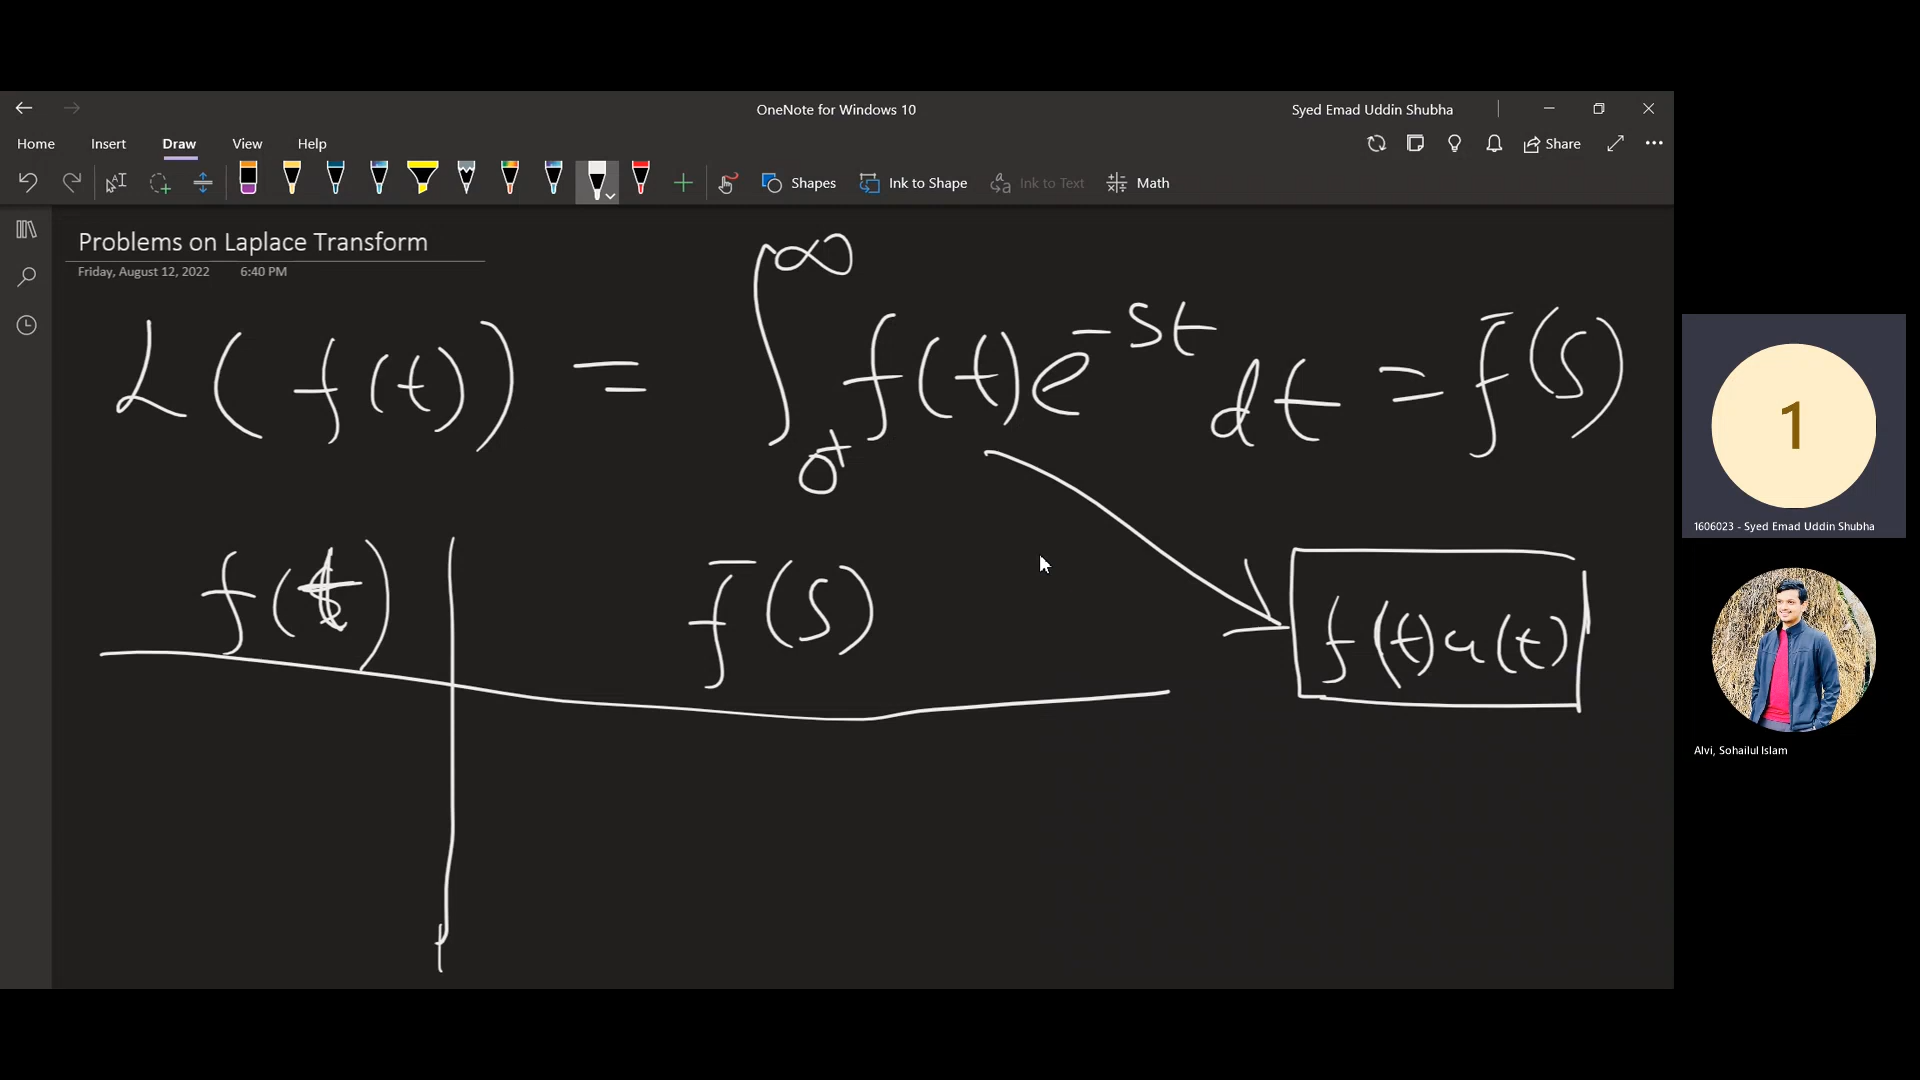 OneNote for Windows 10
Syed Emad Uddin Shubha
Home Insert Draw View Help
Share
Shapes Ink to Shape Ink to Text Math
Problems on Laplace Transform
Friday, August 12, 2022 6:40 PM
L(f(t)) = ∫₀₊^∞ f(t)e^{-st} dt = f̄(s)
f(t) f̄(s)
f(t)u(t)
1
1606023 - Syed Emad Uddin Shubha
Alvi, Sohailul Islam